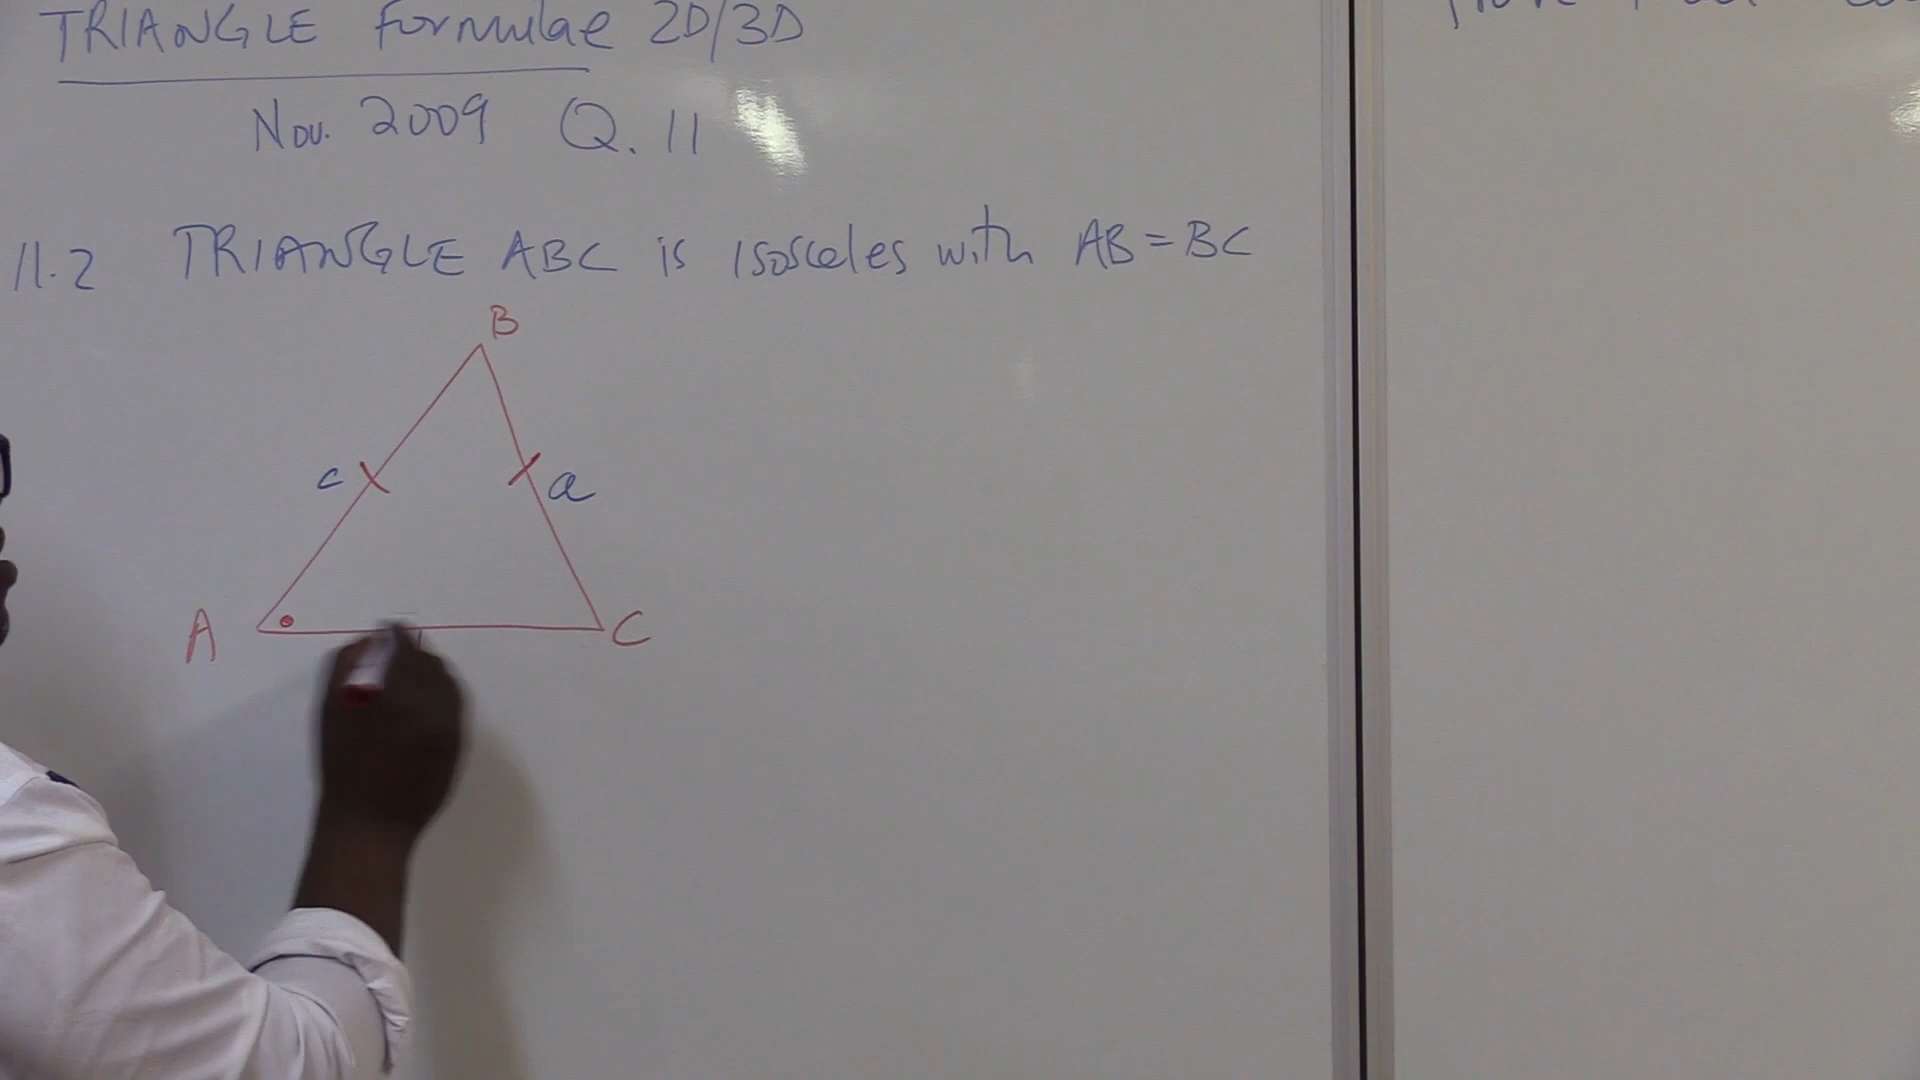 TRIANGLE Formulae 2D/3D
Nov. 2009 Q. 11
11.2 TRIANGLE ABC is isosceles with AB = BC
B
c
a
A
C